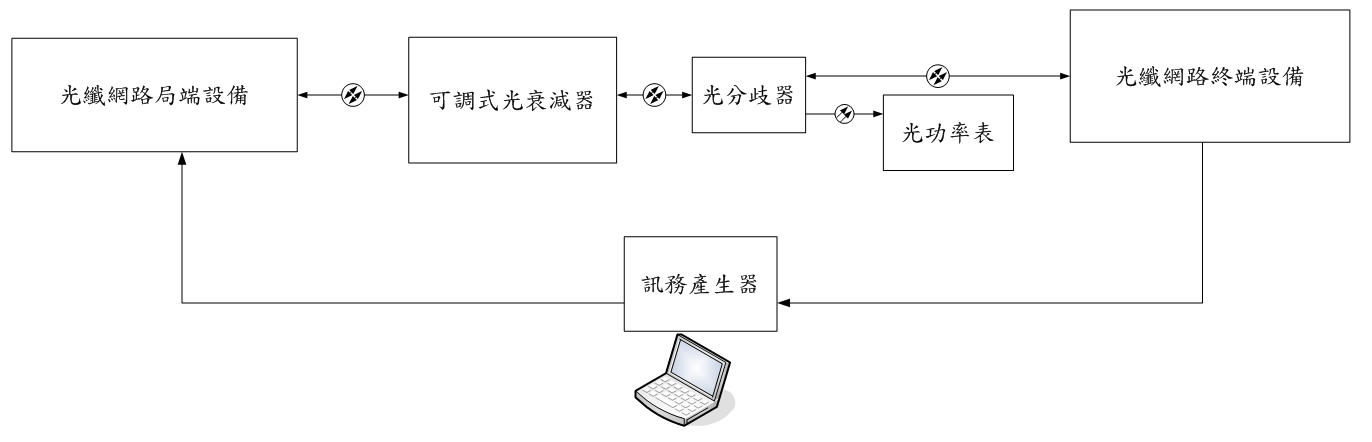 光纖網路局端設備
可調式光衰減器
光分歧器
光功率表
光纖網路終端設備
訊務產生器